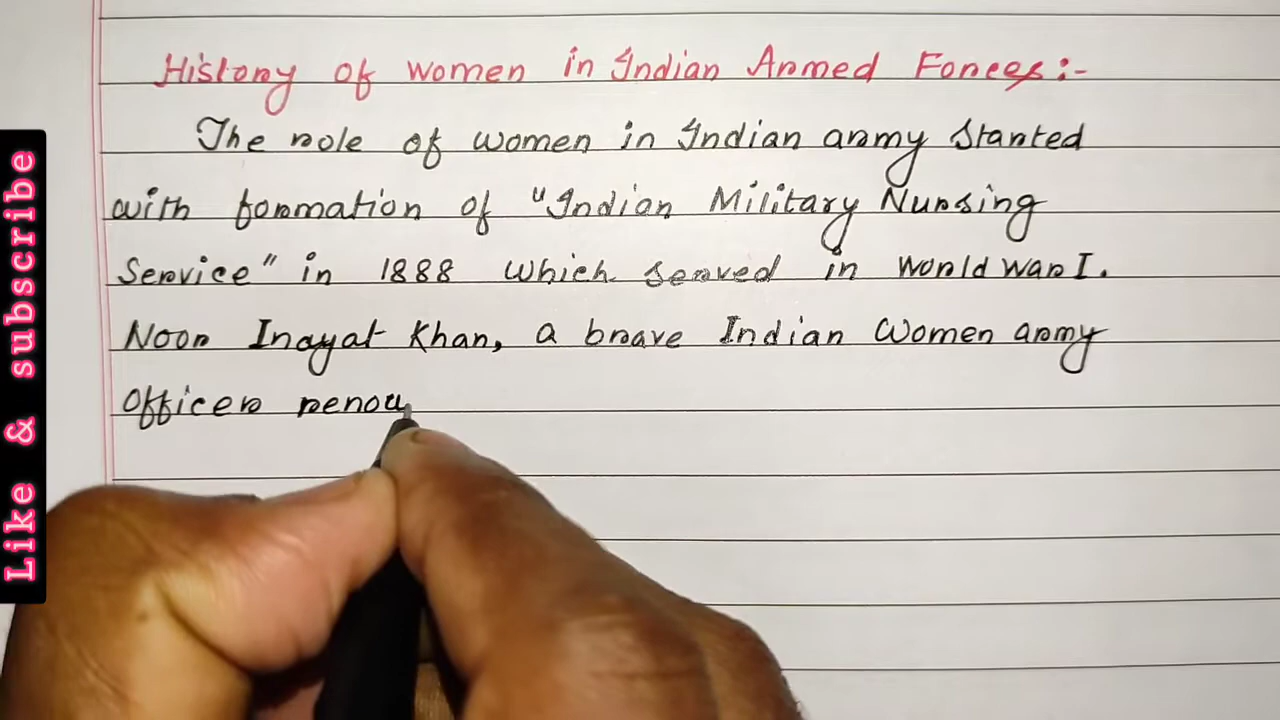 History of women in Indian Armed Forces:-
The role of women in Indian army started
with formation of "Indian Military Nursing
Service" in 1888 which served in World war I.
Noor Inayat Khan, a brave Indian Women army
Officer renou
Like & subscribe